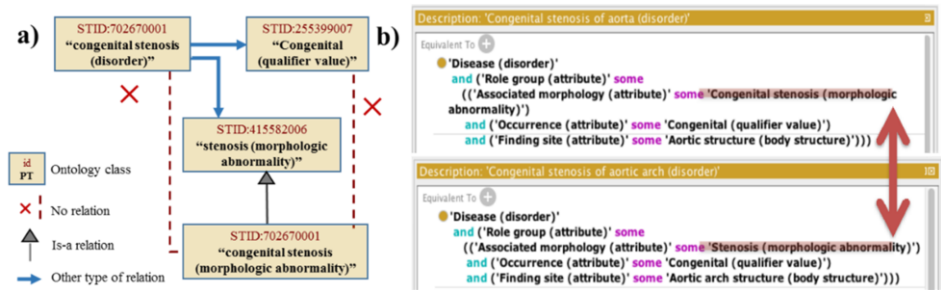 a)
STID:702670001
“congenital stenosis
(disorder)”
STID:255399007
“Congenital
(qualifier value)”
STID:415582006
“stenosis (morphologic
abnormality)”
STID:702670001
“congenital stenosis
(morphologic abnormality)”
id
PT
Ontology class
No relation
Is-a relation
Other type of relation
b)
Description: 'Congenital stenosis of aorta (disorder)'
Equivalent To
'Disease (disorder)'
and ('Role group (attribute)' some
(('Associated morphology (attribute)' some 'Congenital stenosis (morphologic
abnormality)')
and ('Occurrence (attribute)' some 'Congenital (qualifier value)')
and ('Finding site (attribute)' some 'Aortic structure (body structure)')))
Description: 'Congenital stenosis of aortic arch (disorder)'
Equivalent To
'Disease (disorder)'
and ('Role group (attribute)' some
(('Associated morphology (attribute)' some 'Stenosis (morphologic abnormality)')
and ('Occurrence (attribute)' some 'Congenital (qualifier value)')
and ('Finding site (attribute)' some 'Aortic arch structure (body structure)')))